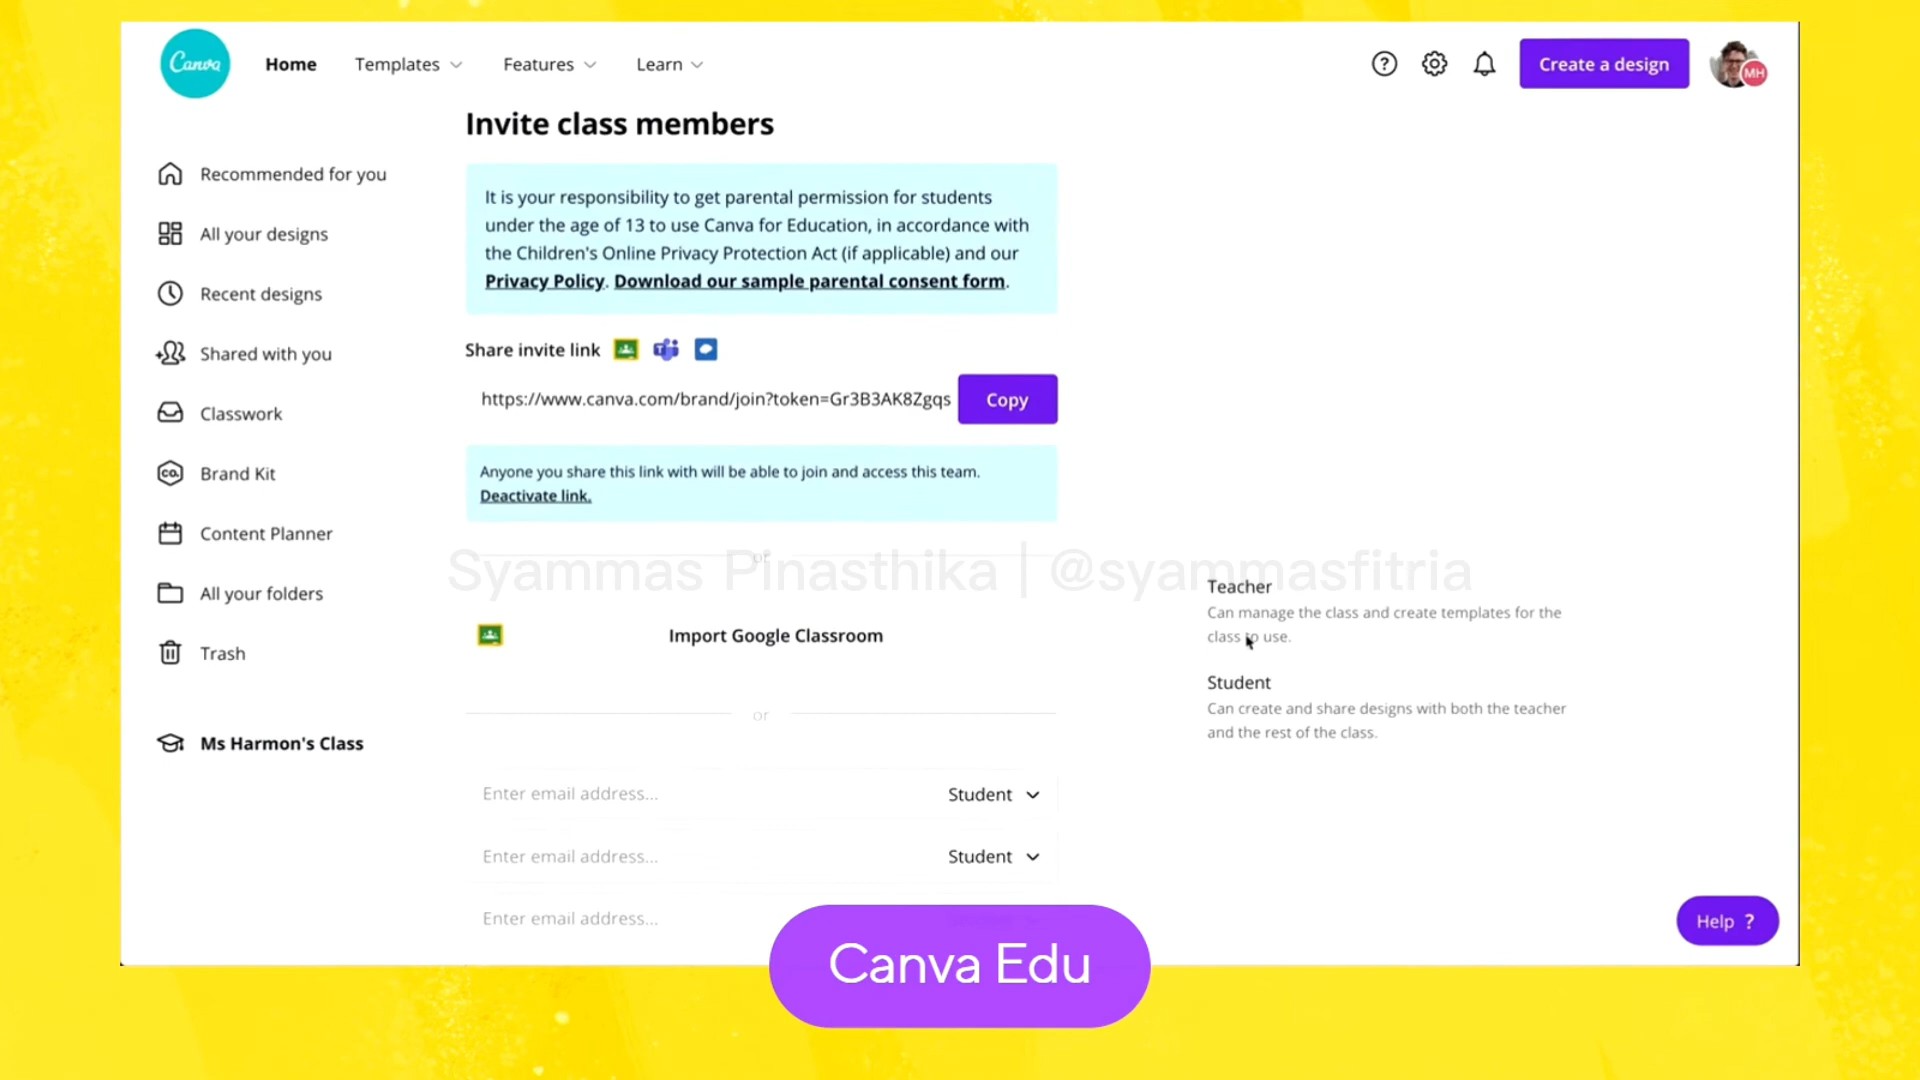 Canva
Home
Templates
Features
Learn
Create a design
MH
Invite class members
Recommended for you
All your designs
Recent designs
Shared with you
Classwork
Brand Kit
CO.
Content Planner
All your folders
Trash
Ms Harmon's Class
It is your responsibility to get parental permission for students
under the age of 13 to use Canva for Education, in accordance with
the Children's Online Privacy Protection Act (if applicable) and our
Privacy Policy. Download our sample parental consent form.
Share invite link
https://www.canva.com/brand/join?token=Gr3B3AK8Zgqs
Copy
Anyone you share this link with will be able to join and access this team.
Deactivate link.
or
Syammas Pinasthika | @syammasfitria
Import Google Classroom
or
Enter email address...
Student
Enter email address...
Student
Enter email address...
Teacher
Can manage the class and create templates for the
class to use.
Student
Can create and share designs with both the teacher
and the rest of the class.
Help ?
Canva Edu